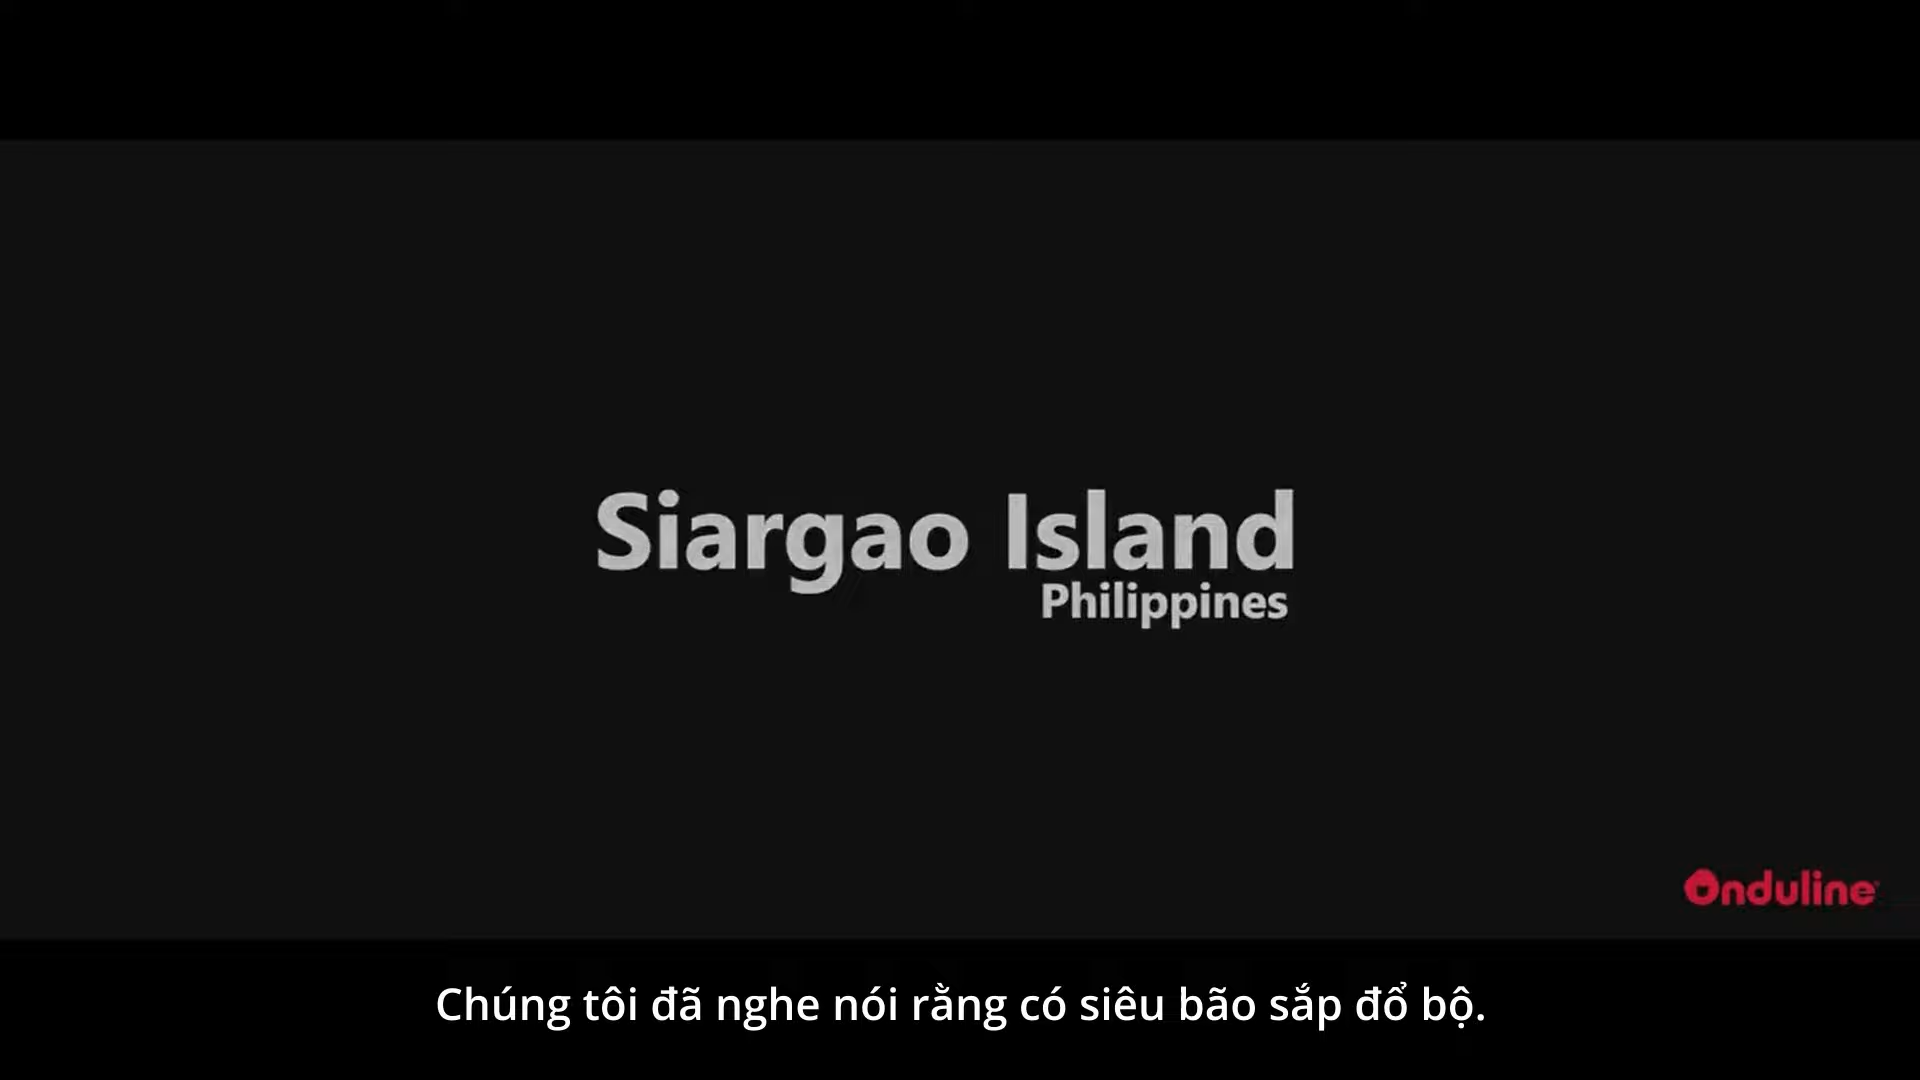 Siargao Island
Philippines
Onduline
Chúng tôi đã nghe nói rằng có siêu bão sắp đổ bộ.